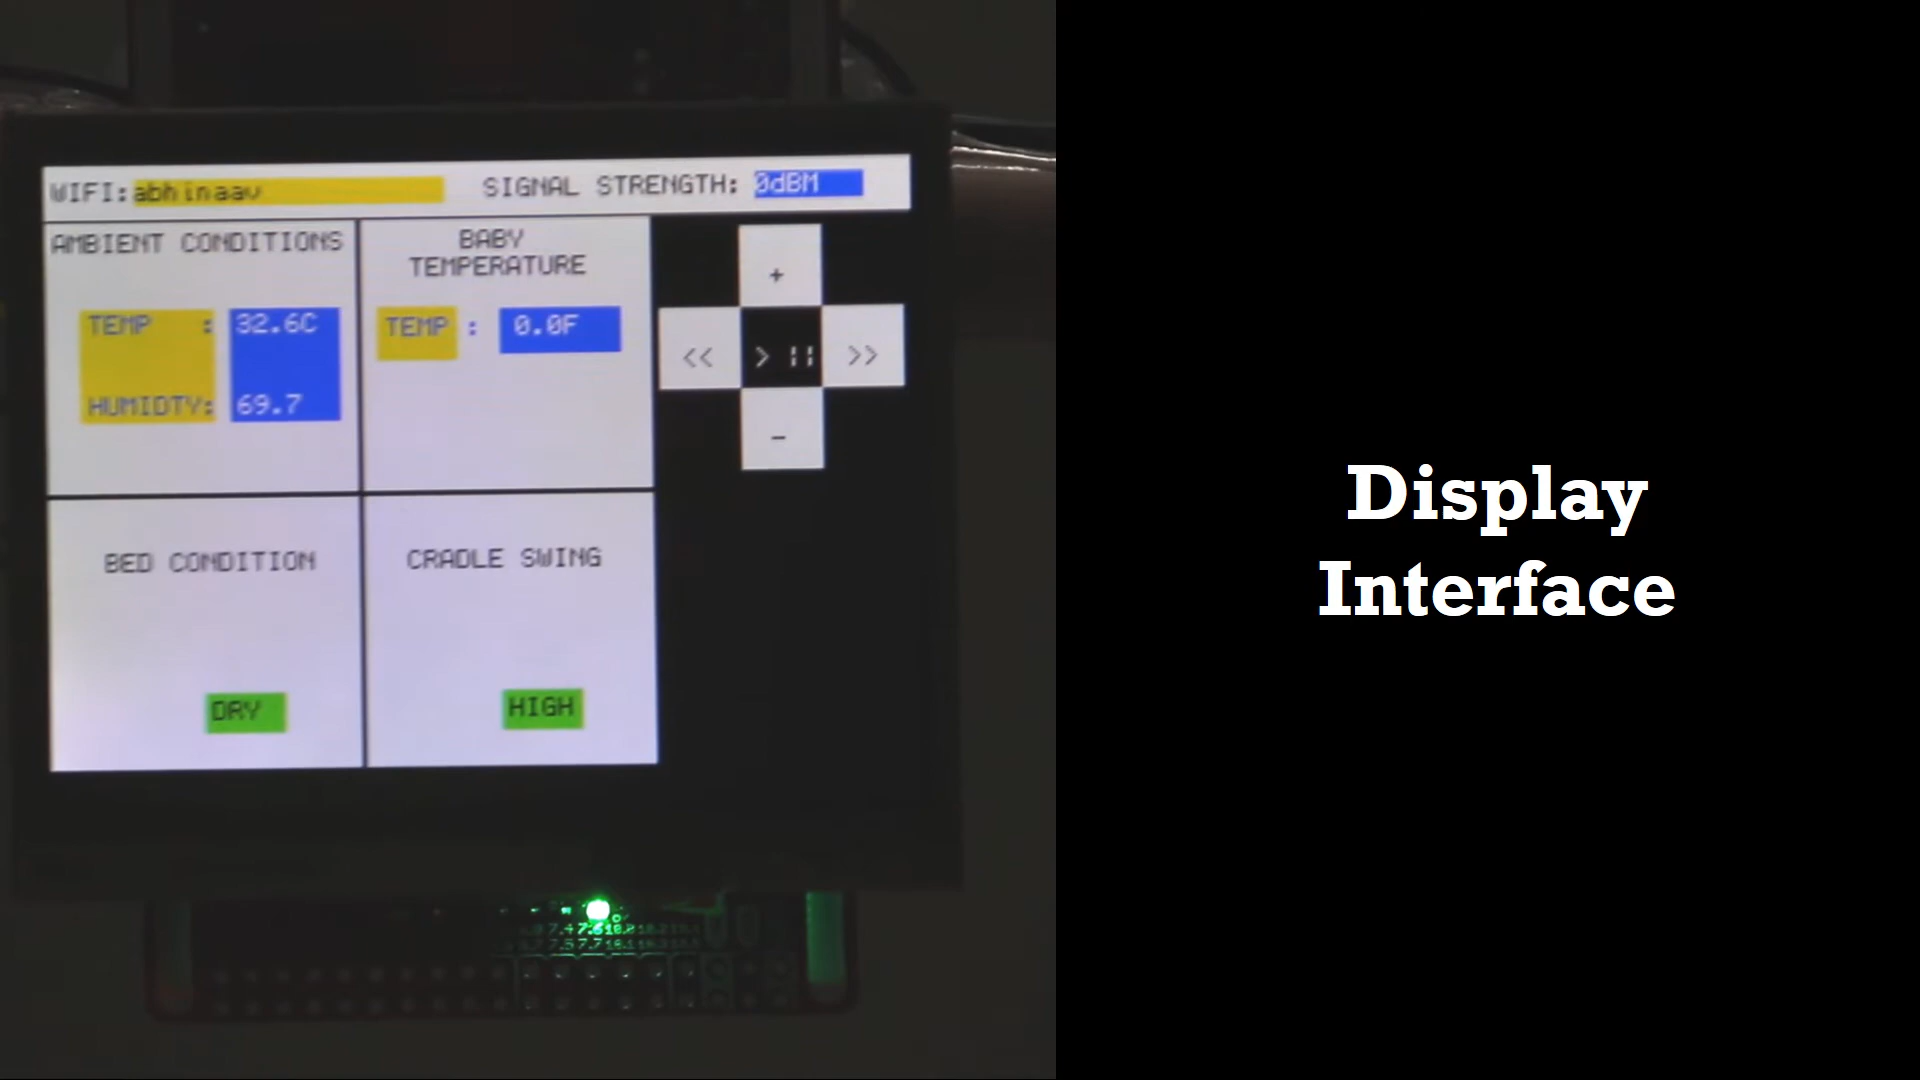 WIFI:abhinaav SIGNAL STRENGTH: 0dBM
AMBIENT CONDITIONS
TEMP : 32.6C
HUMIDTY: 69.7
BABY
TEMPERATURE
TEMP : 0.0F
+
<< > || >>
-
BED CONDITION
DRY
CRADLE SWING
HIGH
Display
Interface